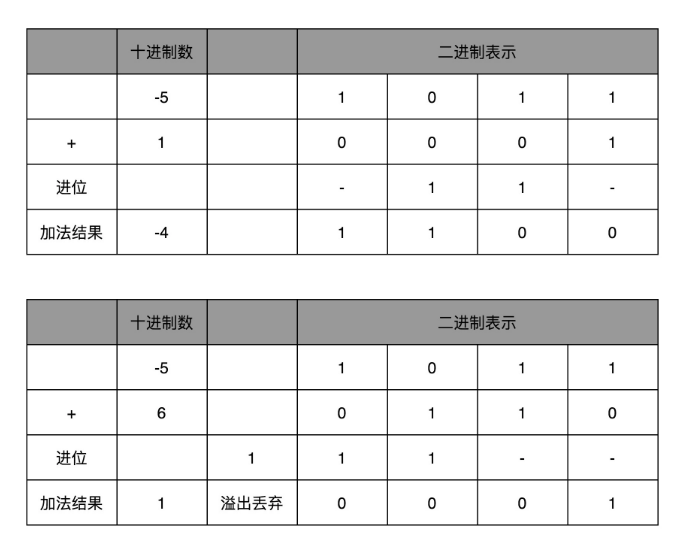 十进制数 二进制表示
-5 1 0 1 1
+ 1 0 0 0 1
进位 - 1 1 -
加法结果 -4 1 1 0 0
十进制数 二进制表示
-5 1 0 1 1
+ 6 0 1 1 0
进位 1 1 1 - -
加法结果 1 溢出丢弃 0 0 0 1